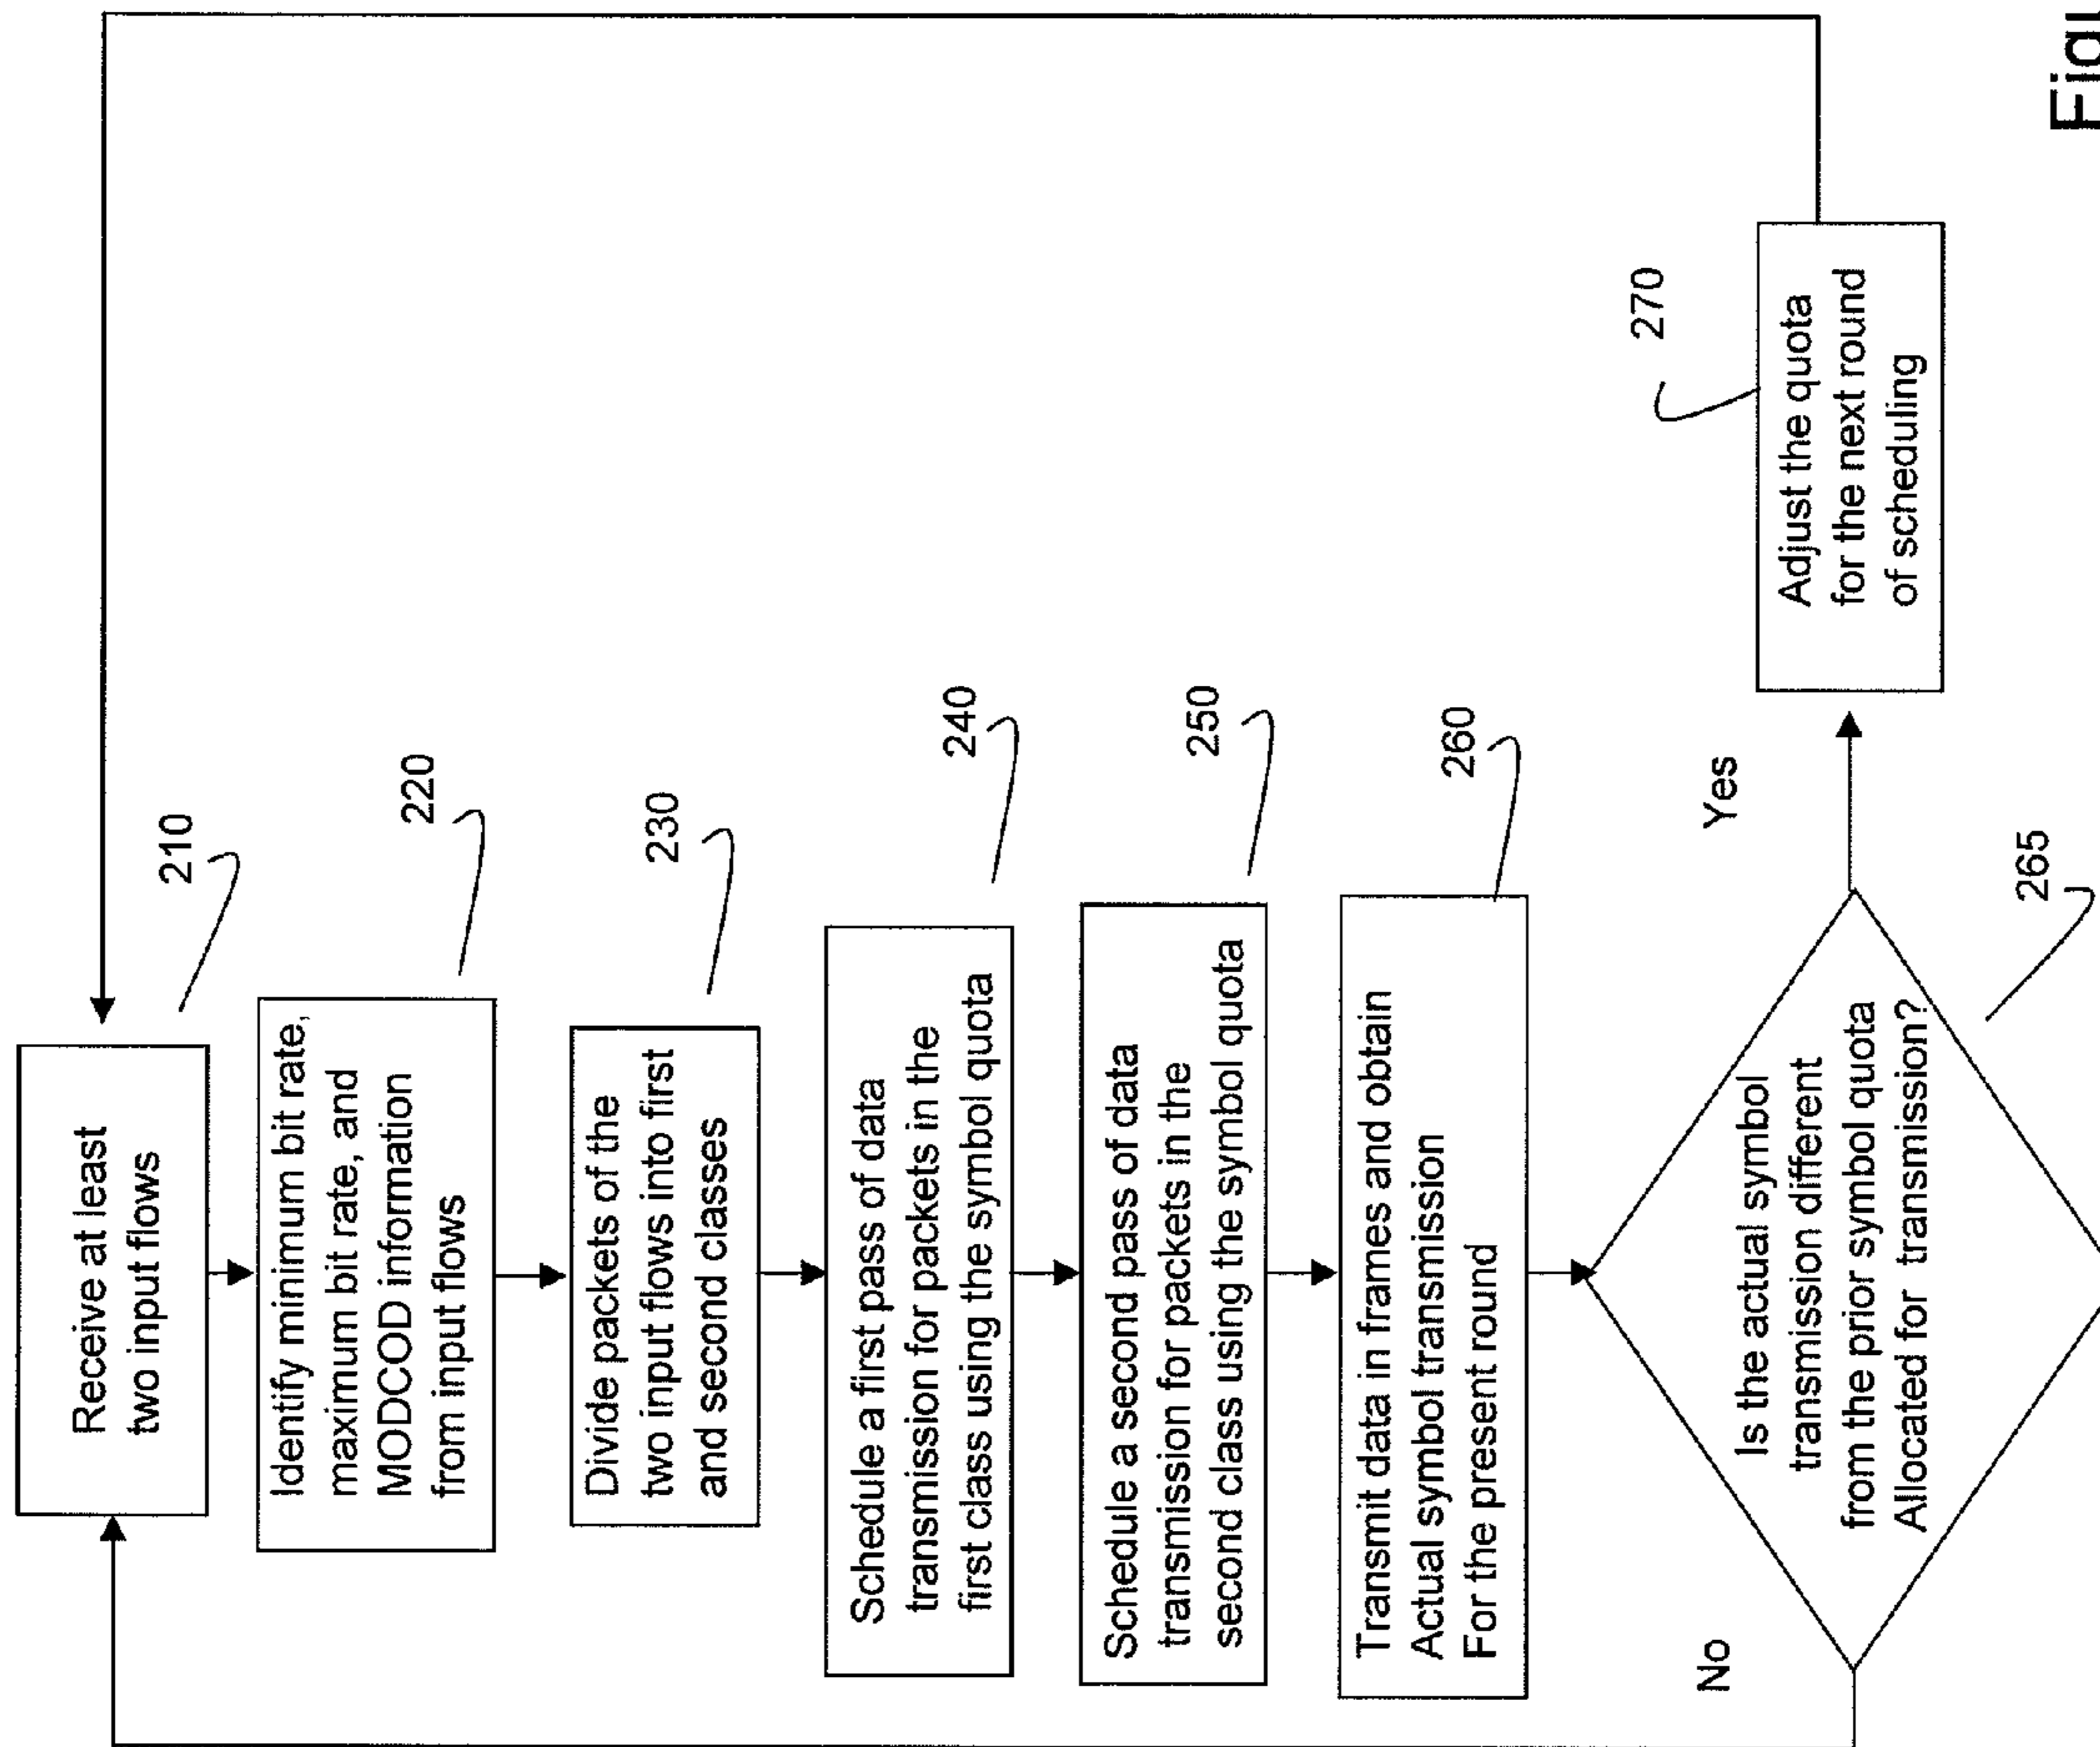 Receive at least
two input flows
210
Identify minimum bit rate,
maximum bit rate, and
MODCOD information
from input flows
220
Divide packets of the
two input flows into first
and second classes
230
Schedule a first pass of data
transmission for packets in the
first class using the symbol quota
240
Schedule a second pass of data
transmission for packets in the
second class using the symbol quota
250
Transmit data in frames and obtain
Actual symbol transmission
For the present round
260
No
Yes
Is the actual symbol
transmission different
from the prior symbol quota
Allocated for transmission?
265
270
Adjust the quota
for the next round
of scheduling